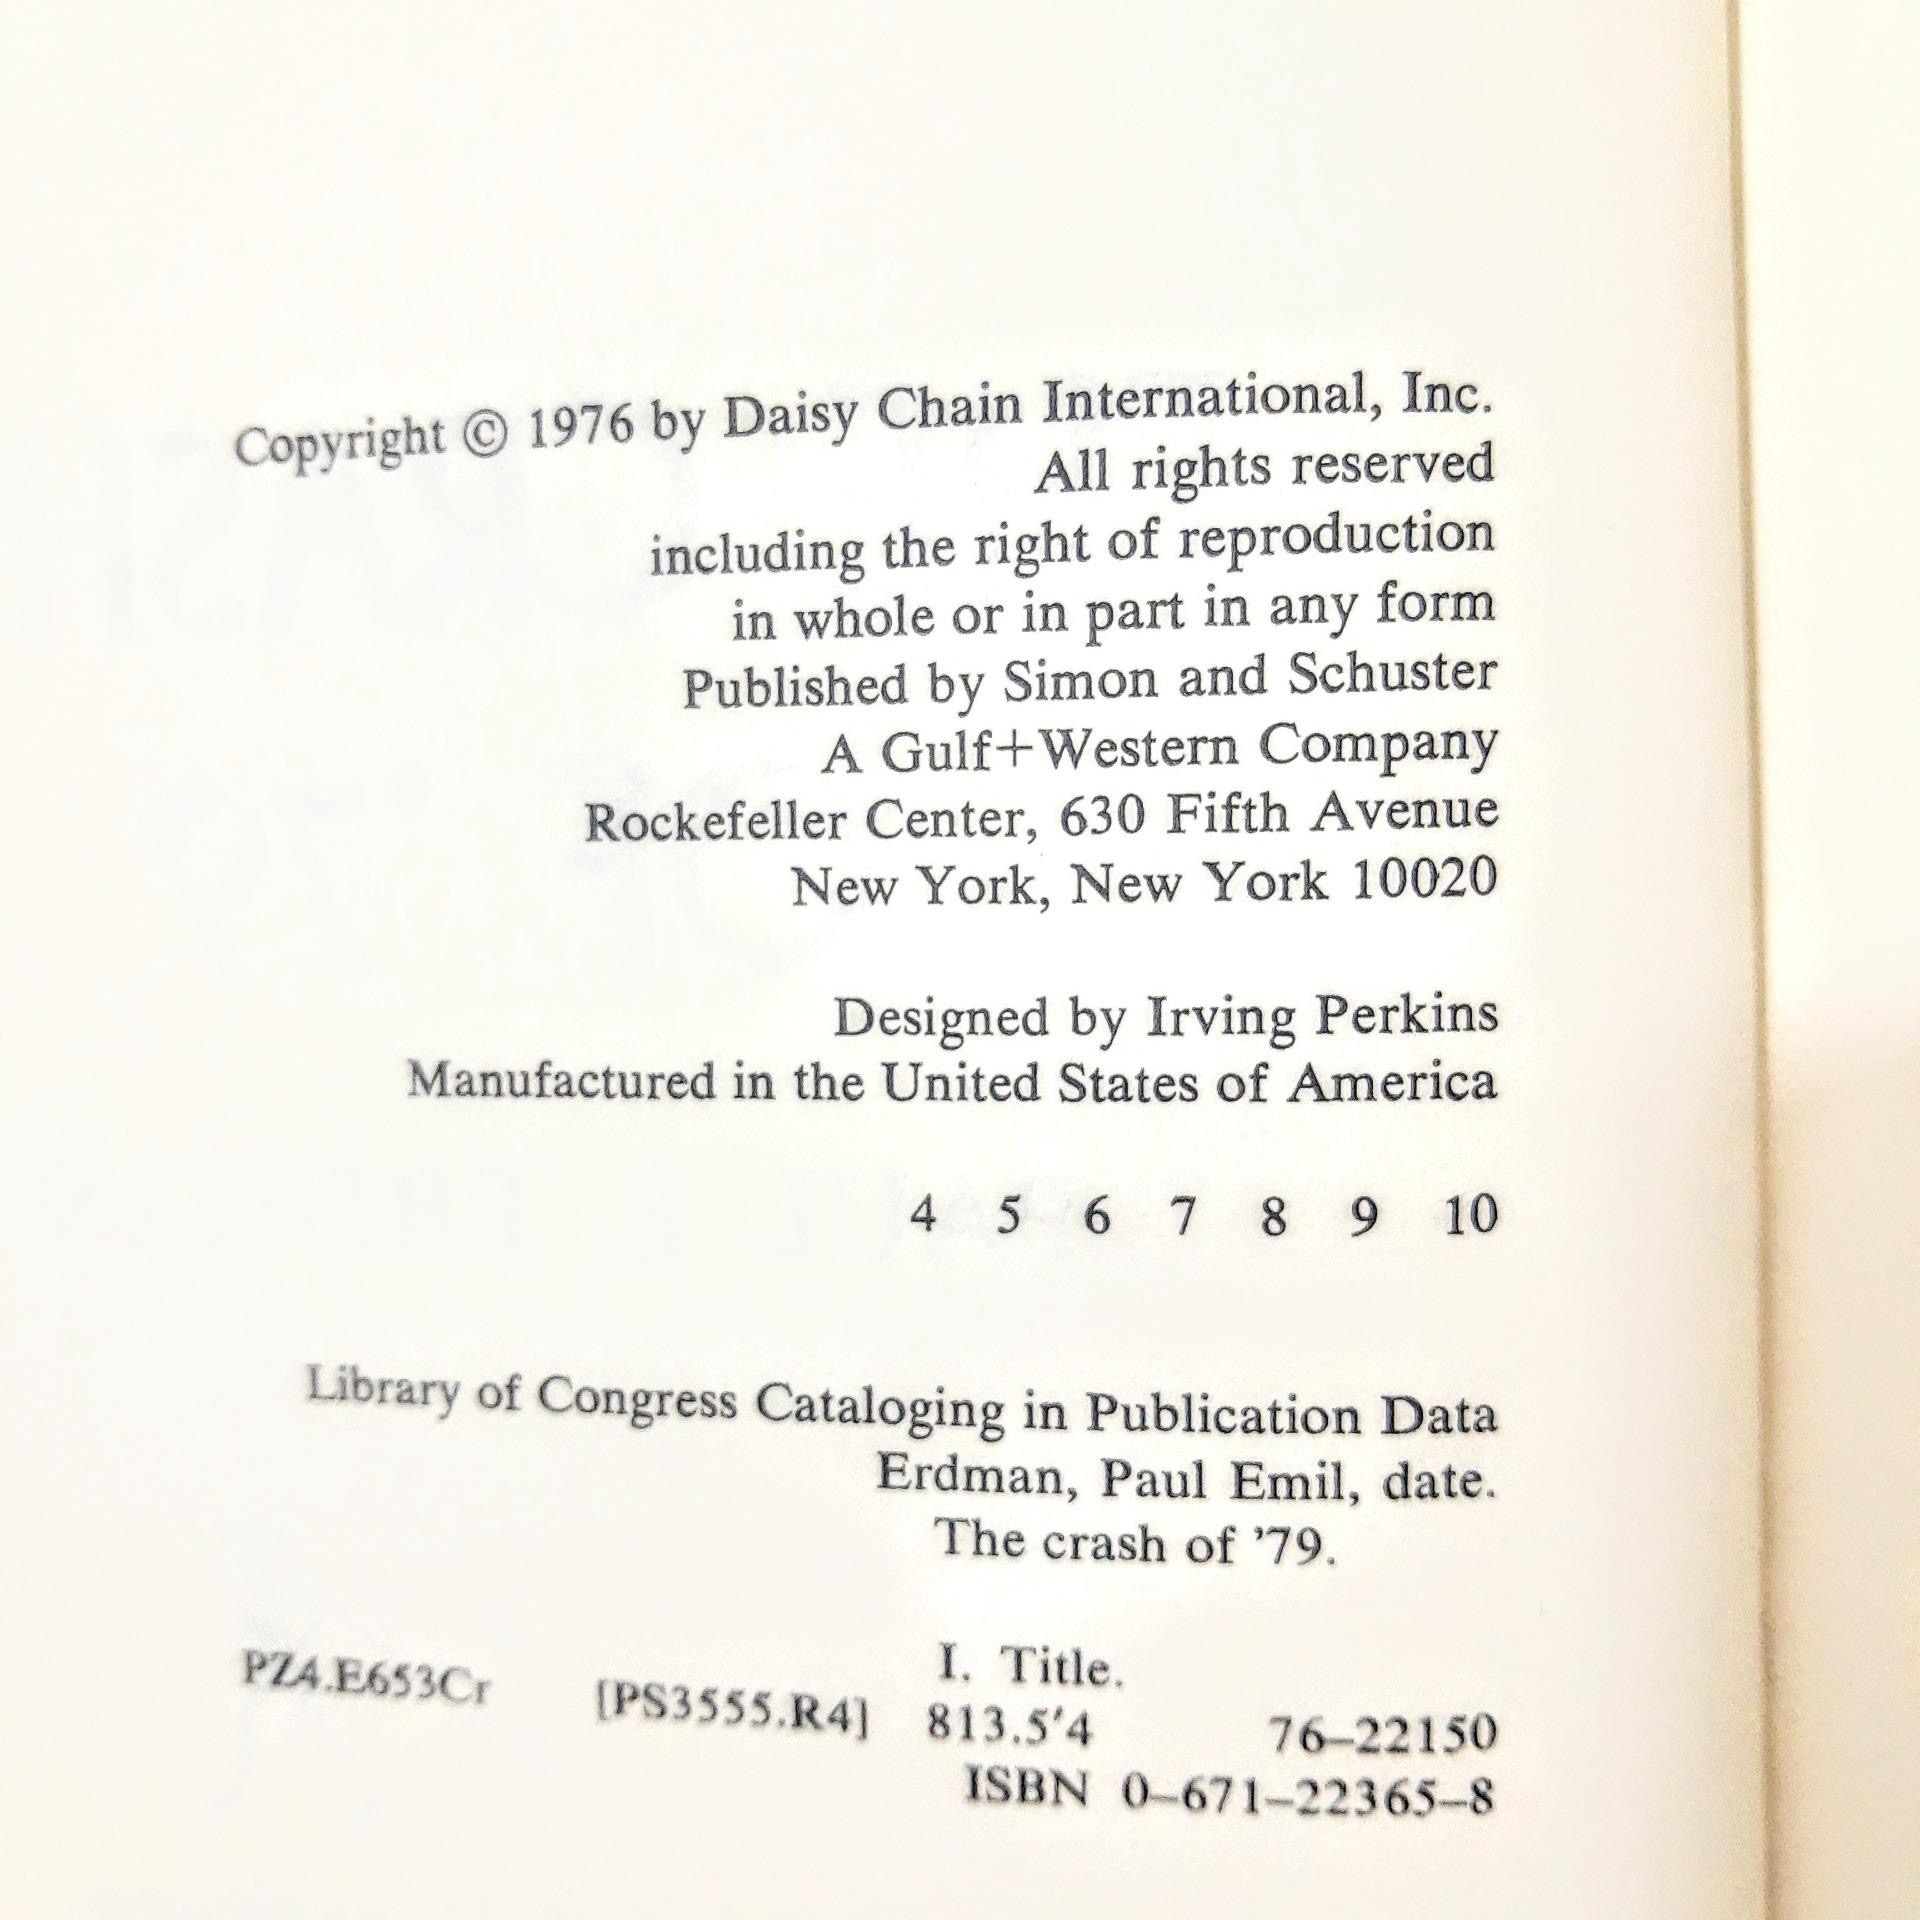 Copyright © 1976 by Daisy Chain International, Inc.
All rights reserved
including the right of reproduction
in whole or in part in any form
Published by Simon and Schuster
A Gulf+Western Company
Rockefeller Center, 630 Fifth Avenue
New York, New York 10020
Designed by Irving Perkins
Manufactured in the United States of America
4 5 6 7 8 9 10
Library of Congress Cataloging in Publication Data
Erdman, Paul Emil, date.
The crash of ’79.
I. Title.
PZ4.E653Cr [PS3555.R4] 813.5′4 76–22150
ISBN 0–671–22365–8